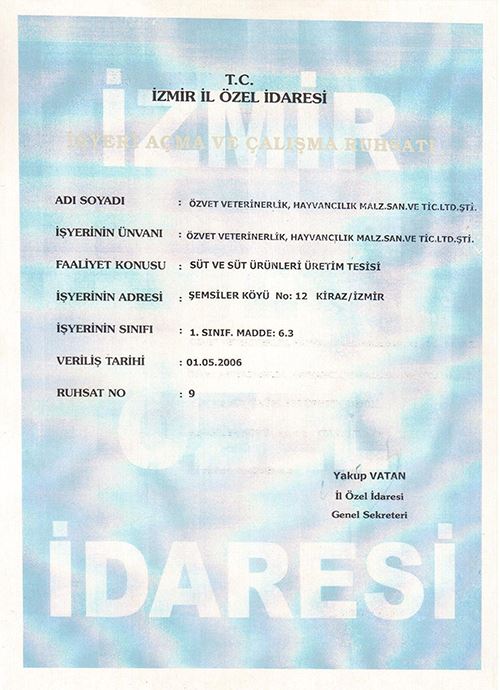 T.C.
İZMİR İL ÖZEL İDARESİ
İŞYERİ AÇMA VE ÇALIŞMA RUHSATI
İZMİR
ADI SOYADI : ÖZVET VETERİNERLİK, HAYVANCILIK MALZ.SAN.VE TİC.LTD.ŞTİ.
İŞYERİNİN ÜNVANI : ÖZVET VETERİNERLİK, HAYVANCILIK MALZ.SAN.VE TİC.LTD.ŞTİ.
FAALİYET KONUSU : SÜT VE SÜT ÜRÜNLERİ ÜRETİM TESİSİ
İŞYERİNİN ADRESİ : ŞEMSİLER KÖYÜ No: 12 KİRAZ/İZMİR
İŞYERİNİN SINIFI : 1. SINIF. MADDE: 6.3
VERİLİŞ TARİHİ : 01.05.2006
RUHSAT NO : 9
Yakup VATAN
İl Özel İdaresi
Genel Sekreteri
İDARESİ